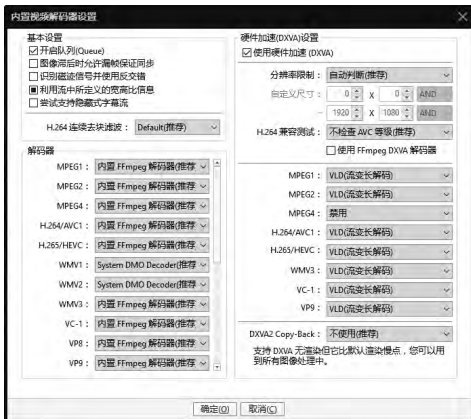 内置视频解码器设置
基本设置
开启队列(Queue)
图像滞后时允许漏帧保证同步
识别磁迹信号并使用反交错
利用流中所定义的宽高比信息
尝试支持隐藏式字幕流
H.264 连续去块滤波： Default(推荐)
解码器
MPEG1： 内置 FFmpeg 解码器(推荐
MPEG2： 内置 FFmpeg 解码器(推荐
MPEG4： 内置 FFmpeg 解码器(推荐
H.264/AVC1： 内置 FFmpeg 解码器(推荐
H.265/HEVC： 内置 FFmpeg 解码器(推荐
WMV1： System DMO Decoder(推荐
WMV2： System DMO Decoder(推荐
WMV3： 内置 FFmpeg 解码器(推荐
VC-1： 内置 FFmpeg 解码器(推荐
VP8： 内置 FFmpeg 解码器(推荐
VP9： 内置 FFmpeg 解码器(推荐
硬件加速(DXVA)设置
使用硬件加速 (DXVA)
分辨率限制： 自动判断(推荐)
自定义尺寸： 0 X 0 AND
~ 1920 X 1080 AND
H.264 兼容测试： 不检查 AVC 等级(推荐)
使用 FFmpeg DXVA 解码器
MPEG1： VLD(流变长解码)
MPEG2： VLD(流变长解码)
MPEG4： 禁用
H.264/AVC1： VLD(流变长解码)
H.265/HEVC： VLD(流变长解码)
WMV3： VLD(流变长解码)
VC-1： VLD(流变长解码)
VP9： VLD(流变长解码)
DXVA2 Copy-Back： 不使用(推荐)
支持 DXVA 无渲染但它比默认渲染慢点，您可以用
到所有图像处理中。
确定(O) 取消(C)